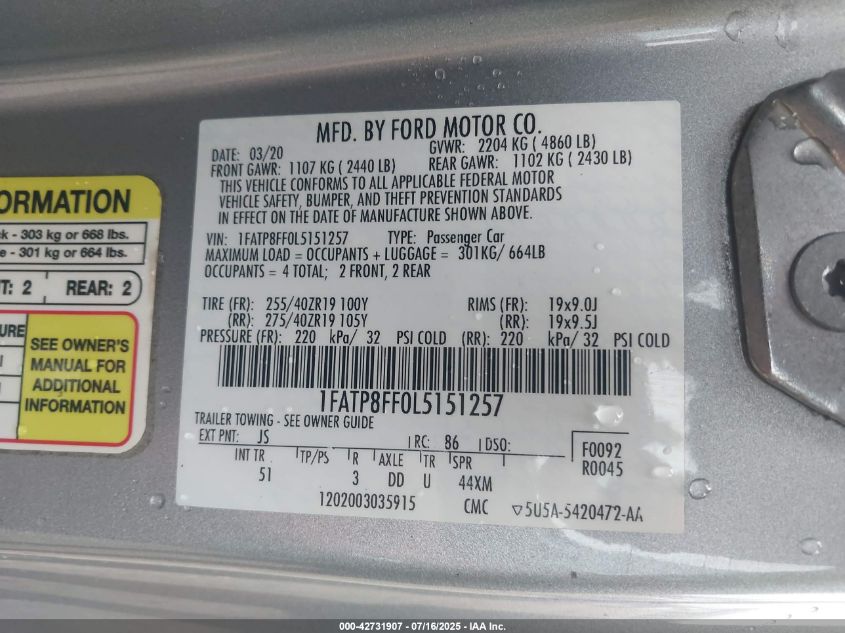 MFD. BY FORD MOTOR CO.
DATE: 03/20
GVWR: 2204 KG ( 4860 LB)
FRONT GAWR: 1107 KG ( 2440 LB)
REAR GAWR: 1102 KG ( 2430 LB)
THIS VEHICLE CONFORMS TO ALL APPLICABLE FEDERAL MOTOR
VEHICLE SAFETY, BUMPER, AND THEFT PREVENTION STANDARDS
IN EFFECT ON THE DATE OF MANUFACTURE SHOWN ABOVE.
VIN: 1FATP8FF0L5151257 TYPE: Passenger Car
MAXIMUM LOAD = OCCUPANTS + LUGGAGE = 301KG/ 664LB
OCCUPANTS = 4 TOTAL; 2 FRONT, 2 REAR
TIRE (FR): 255/40ZR19 100Y RIMS (FR): 19x9.0J
(RR): 275/40ZR19 105Y (RR): 19x9.5J
PRESSURE (FR): 220 kPa/ 32 PSI COLD (RR): 220 kPa/ 32 PSI COLD
1FATP8FF0L5151257
TRAILER TOWING - SEE OWNER GUIDE
EXT PNT: JS RC: 86 DSO:
INT TR TP/PS R AXLE TR SPR
51 3 DD U 44XM
F0092
R0045
1202003035915 CMC ▽5U5A-5420472-AA
ORMATION
ck - 303 kg or 668 lbs.
e - 301 kg or 664 lbs.
T: 2 REAR: 2
URE
SEE OWNER'S
MANUAL FOR
ADDITIONAL
INFORMATION
000-42731907 - 07/16/2025 - IAA Inc.